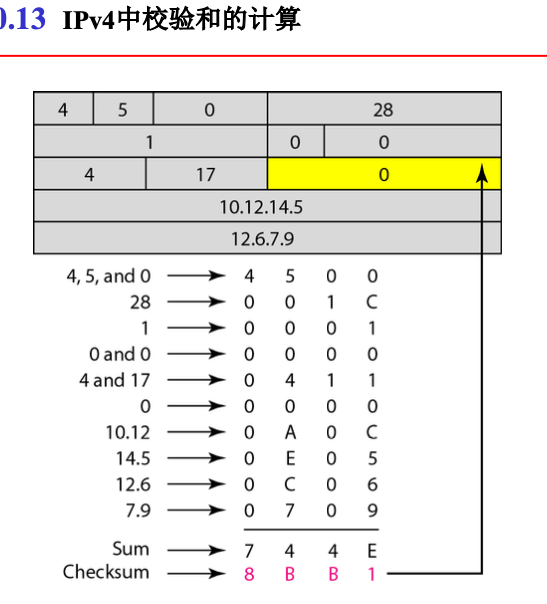 0.13 IPv4中校验和的计算
4 5 0 28
1 0 0
4 17 0
10.12.14.5
12.6.7.9
4, 5, and 0 4 5 0 0
28 0 0 1 C
1 0 0 0 1
0 and 0 0 0 0 0
4 and 17 0 4 1 1
0 0 0 0 0
10.12 0 A 0 C
14.5 0 E 0 5
12.6 0 C 0 6
7.9 0 7 0 9
Sum 7 4 4 E
Checksum 8 B B 1